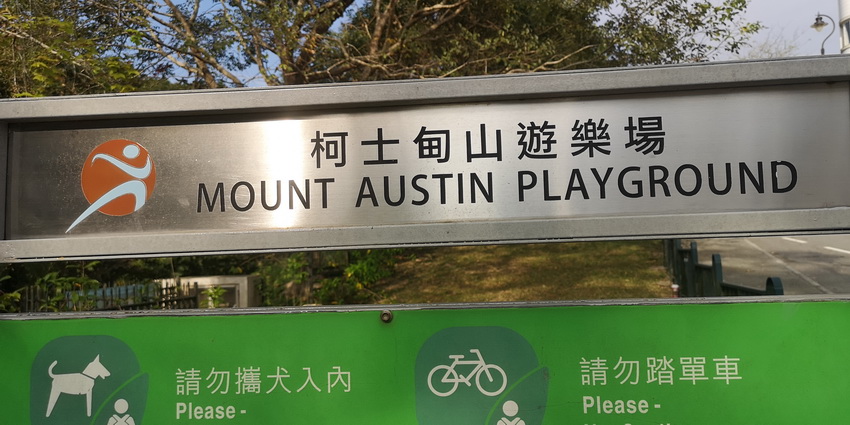 柯士甸山遊樂場
MOUNT AUSTIN PLAYGROUND
請勿攜犬入內
Please -
請勿踏單車
Please -